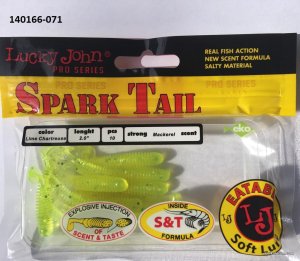 140166-071
Lucky John®
PRO SERIES
REAL FISH ACTION
NEW SCENT FORMULA
SALTY MATERIAL
PRO SERIES
SPARK TAIL
color
Lime Chartreuse
lenght
2.0"
pcs
10
strong Mackerel scent
EXPLOSIVE INJECTION
OF SCENT & TASTE
INSIDE
S&T
FORMULA
EATABL
LJ
Soft Lu